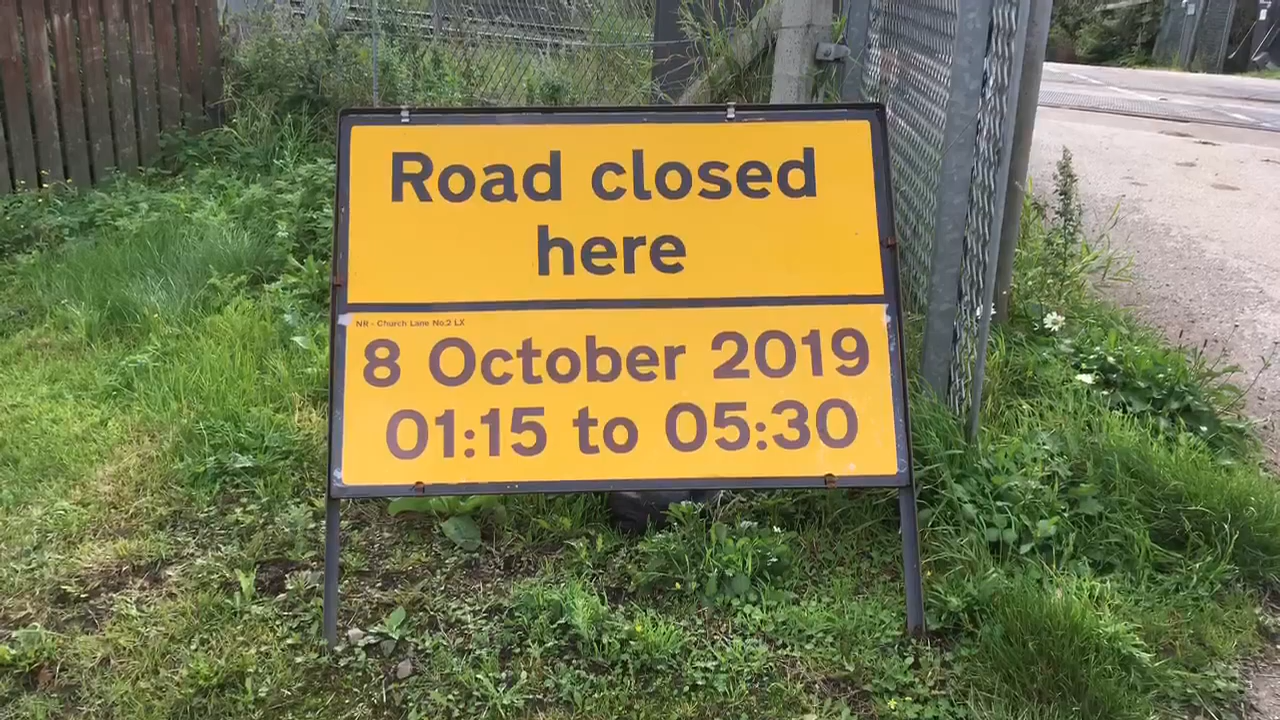 Road closed
here
NR - Church Lane No.2 LX
8 October 2019
01:15 to 05:30